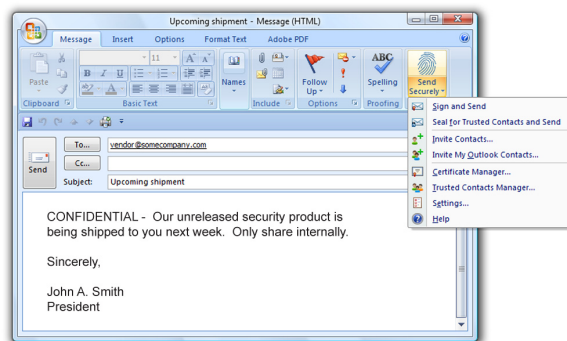 Upcoming shipment - Message (HTML)
Message Insert Options Format Text Adobe PDF
Paste
11
B I U
Names
Follow Up
ABC
Spelling
Send Securely
Clipboard Basic Text Include Options Proofing
Sign and Send
Seal for Trusted Contacts and Send
Invite Contacts...
Invite My Outlook Contacts...
Certificate Manager...
Trusted Contacts Manager...
Settings...
Help
Send
To... vendor@somecompany.com
Cc...
Subject: Upcoming shipment
CONFIDENTIAL - Our unreleased security product is
being shipped to you next week. Only share internally.
Sincerely,
John A. Smith
President